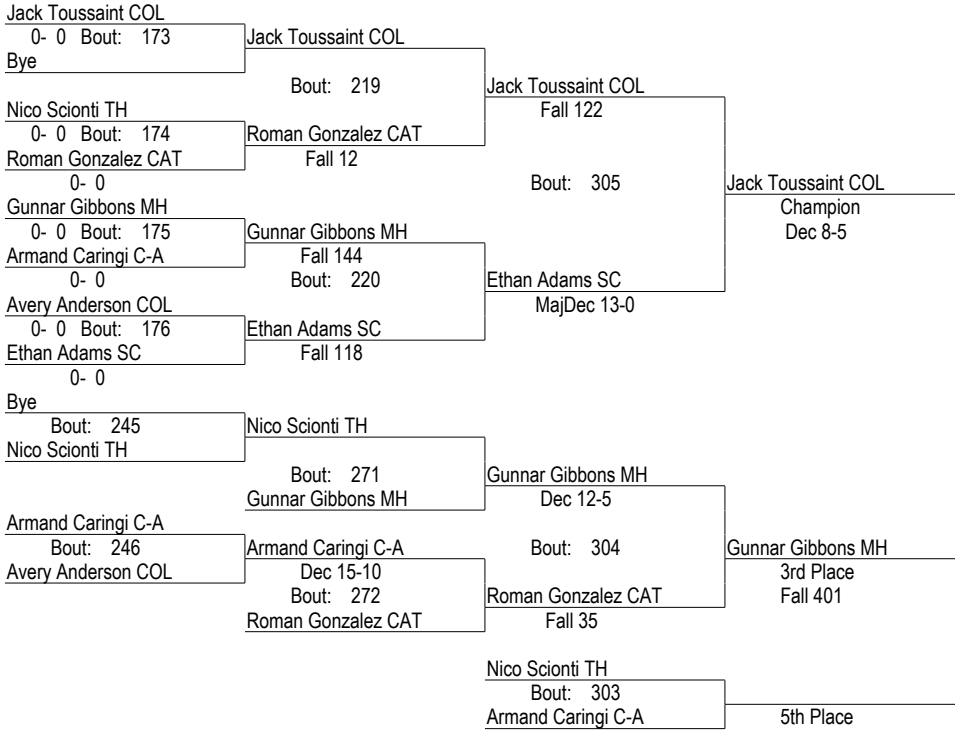 Jack Toussaint COL
0- 0 Bout: 173
Jack Toussaint COL
Bye
Bout: 219
Jack Toussaint COL
Nico Scionti TH
Fall 122
0- 0 Bout: 174
Roman Gonzalez CAT
Roman Gonzalez CAT
Fall 12
0- 0
Bout: 305
Jack Toussaint COL
Gunnar Gibbons MH
Champion
0- 0 Bout: 175
Gunnar Gibbons MH
Dec 8-5
Armand Caringi C-A
Fall 144
0- 0
Bout: 220
Ethan Adams SC
Avery Anderson COL
MajDec 13-0
0- 0 Bout: 176
Ethan Adams SC
Ethan Adams SC
Fall 118
0- 0
Bye
Bout: 245
Nico Scionti TH
Nico Scionti TH
Bout: 271
Gunnar Gibbons MH
Gunnar Gibbons MH
Dec 12-5
Armand Caringi C-A
Bout: 246
Armand Caringi C-A
Bout: 304
Gunnar Gibbons MH
Avery Anderson COL
Dec 15-10
3rd Place
Bout: 272
Roman Gonzalez CAT
Fall 401
Roman Gonzalez CAT
Fall 35
Nico Scionti TH
Bout: 303
Armand Caringi C-A
5th Place